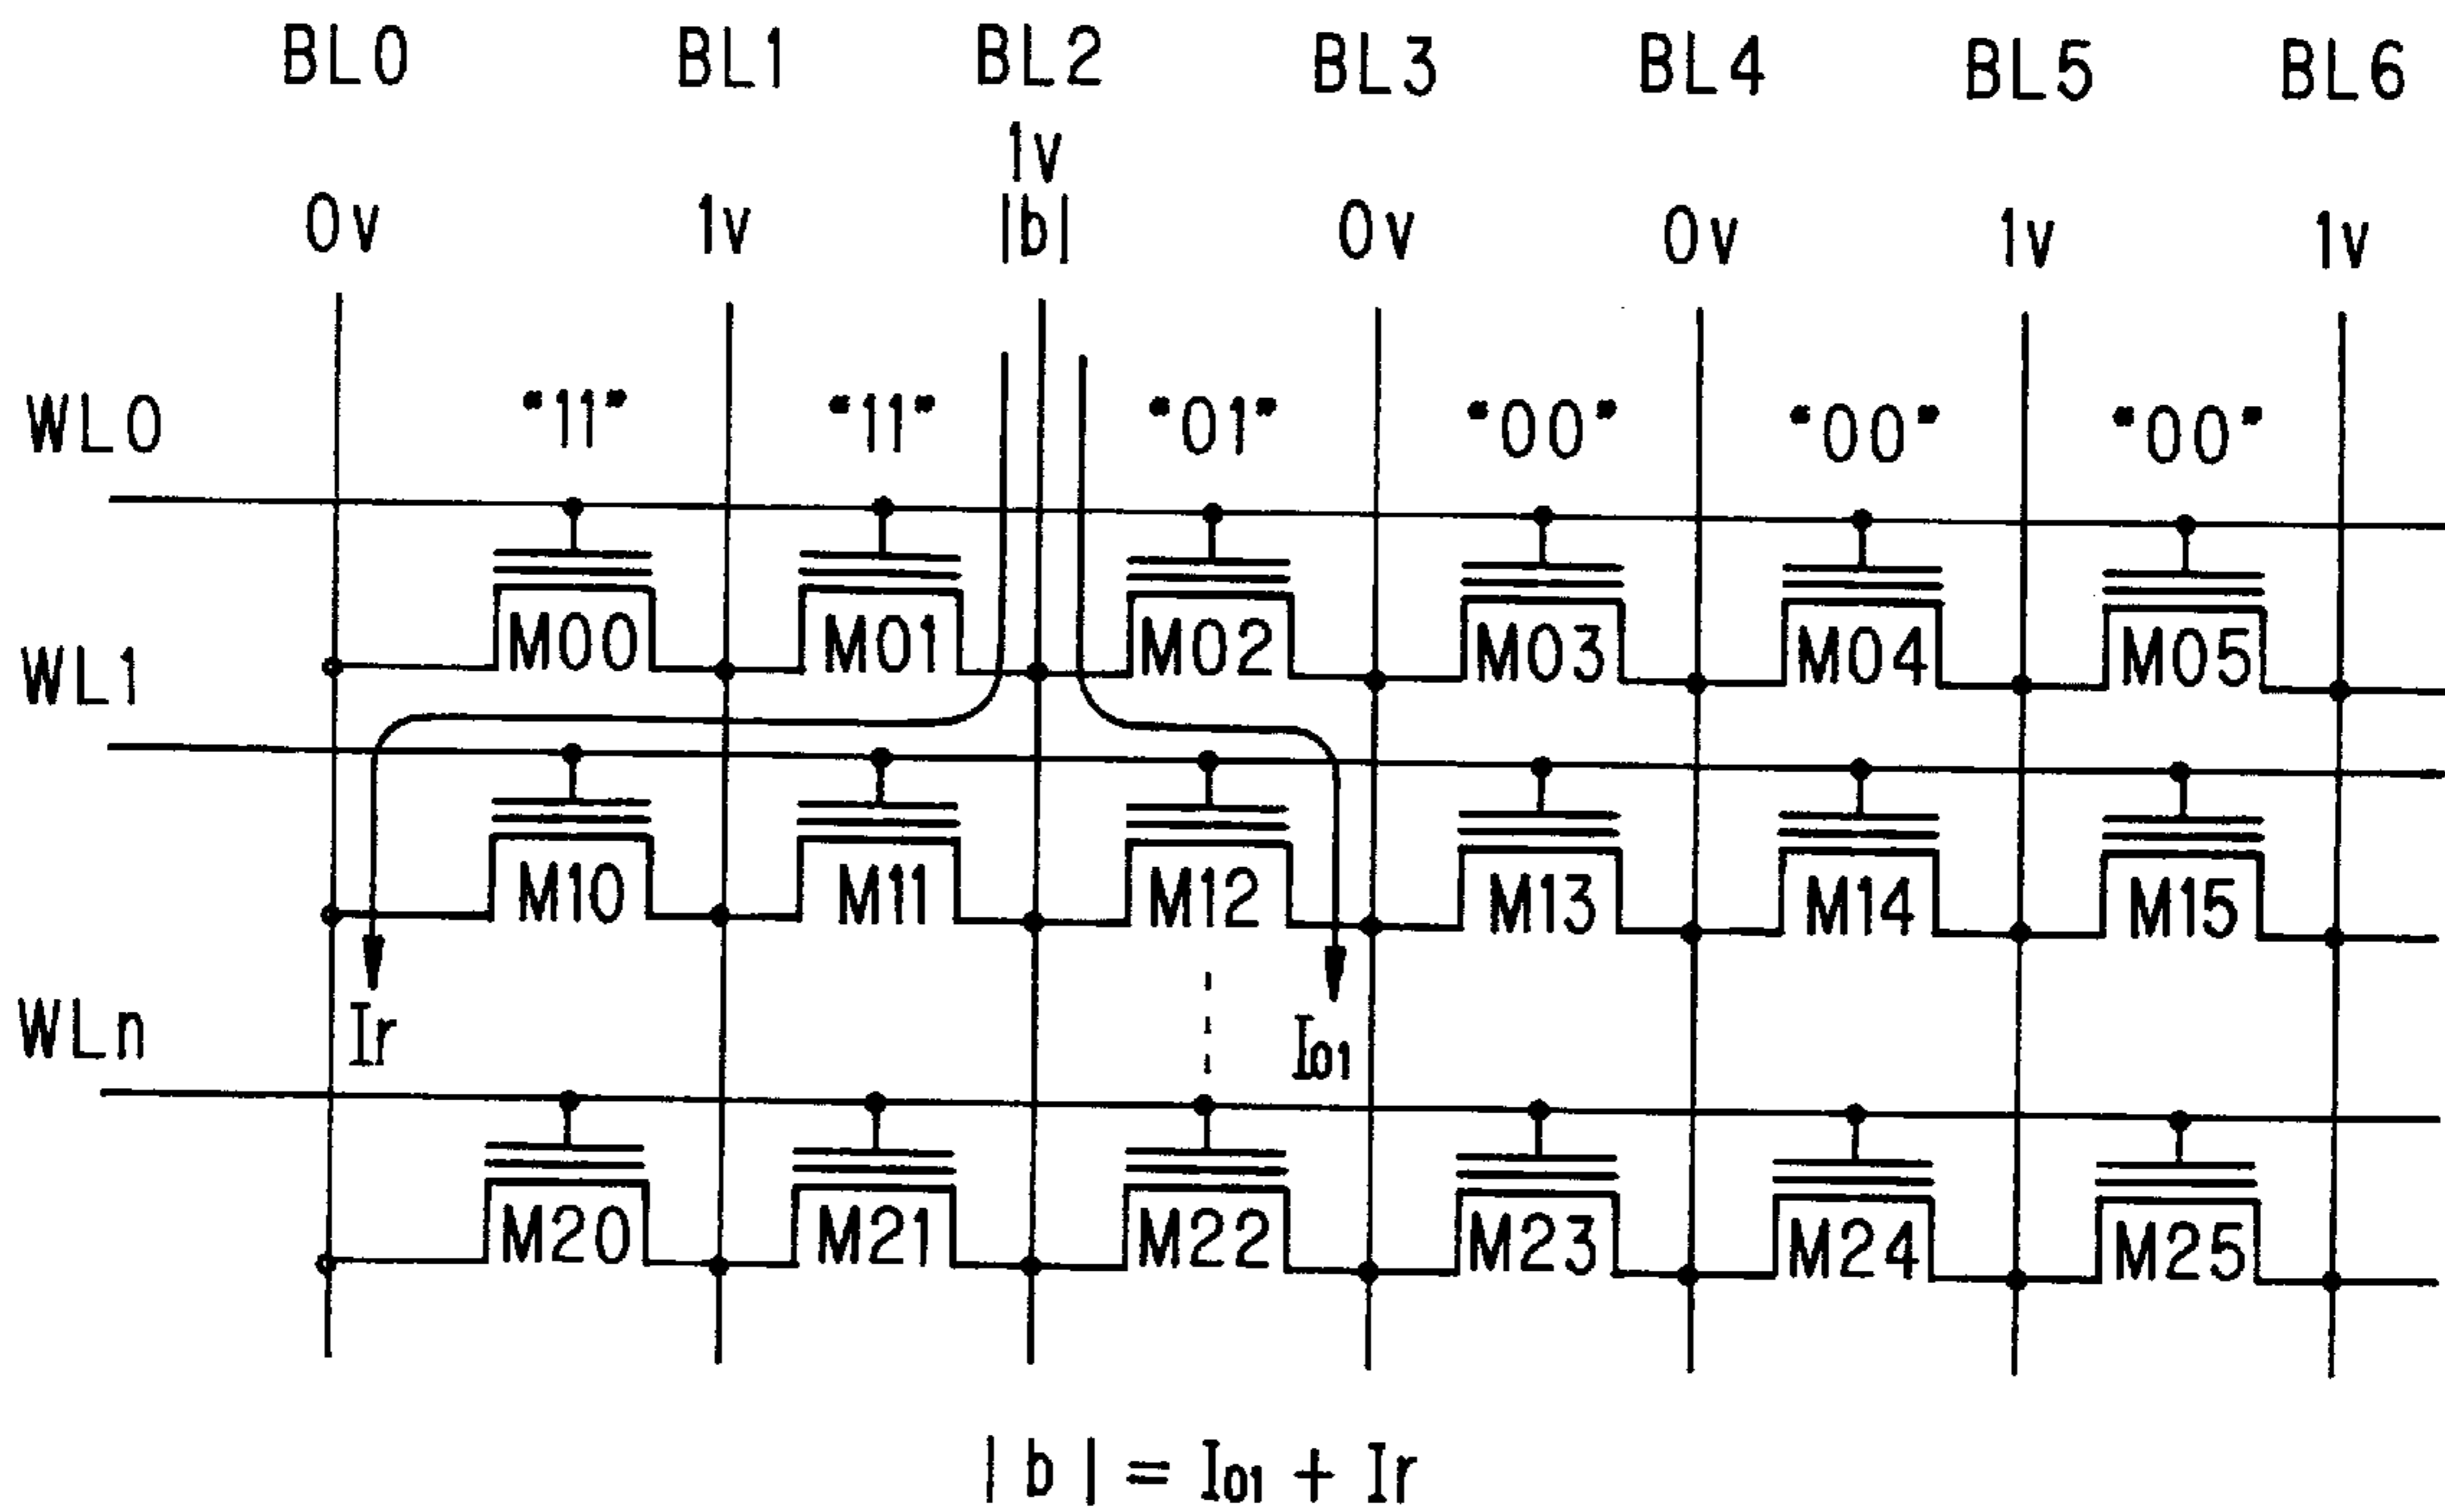 BL0 BL1 BL2 BL3 BL4 BL5 BL6
1v
0v 1v |b| 0v 0v 1v 1v
WL0 "11" "11" "01" "00" "00" "00"
M00 M01 M02 M03 M04 M05
WL1
M10 M11 M12 M13 M14 M15
WLn Ir I01
M20 M21 M22 M23 M24 M25
| b | = I01 + Ir